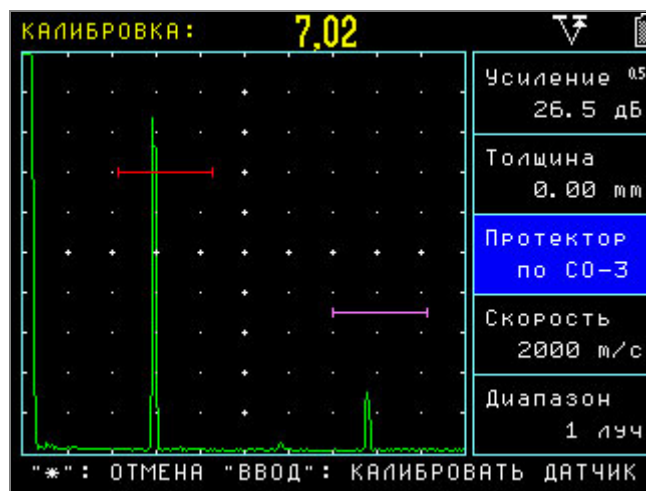 КАЛИБРОВКА: 7,02
Усиление 0.5
26.5 дБ
Толщина
0.00 mm
Протектор
по СО-3
Скорость
2000 m/c
Диапазон
1 луч
"*": ОТМЕНА "ВВОД": КАЛИБРОВАТЬ ДАТЧИК